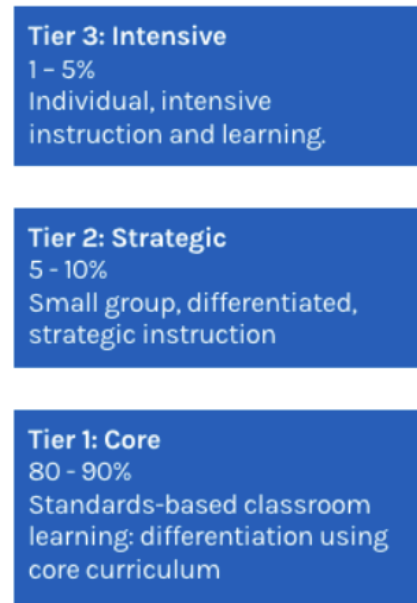 Tier 3: Intensive
1 – 5%
Individual, intensive
instruction and learning.
Tier 2: Strategic
5 - 10%
Small group, differentiated,
strategic instruction
Tier 1: Core
80 - 90%
Standards-based classroom
learning: differentiation using
core curriculum